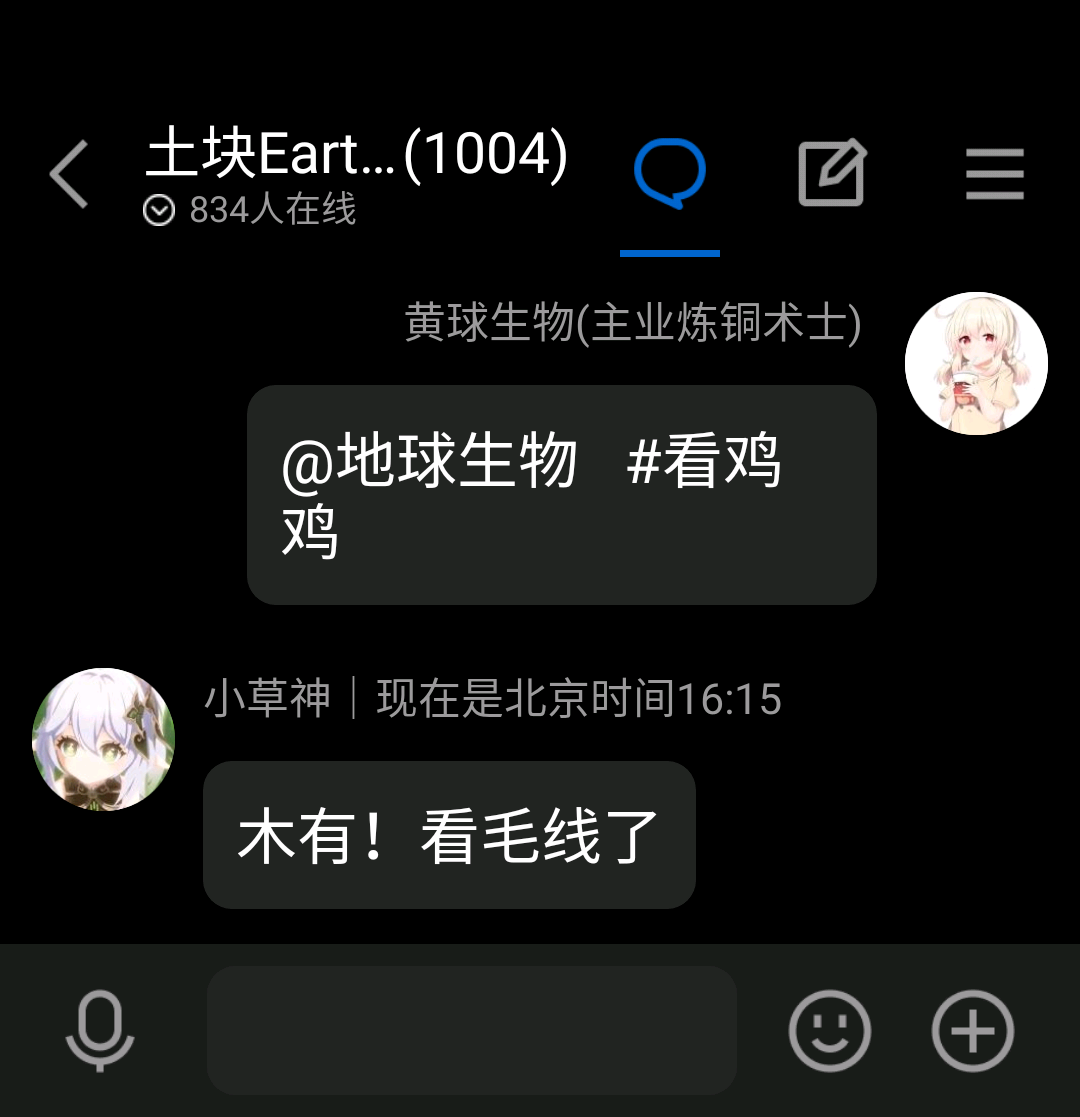 土块Eart...(1004)
834人在线
黄球生物(主业炼铜术士)
@地球生物 #看鸡
鸡
小草神｜现在是北京时间16:15
木有！看毛线了